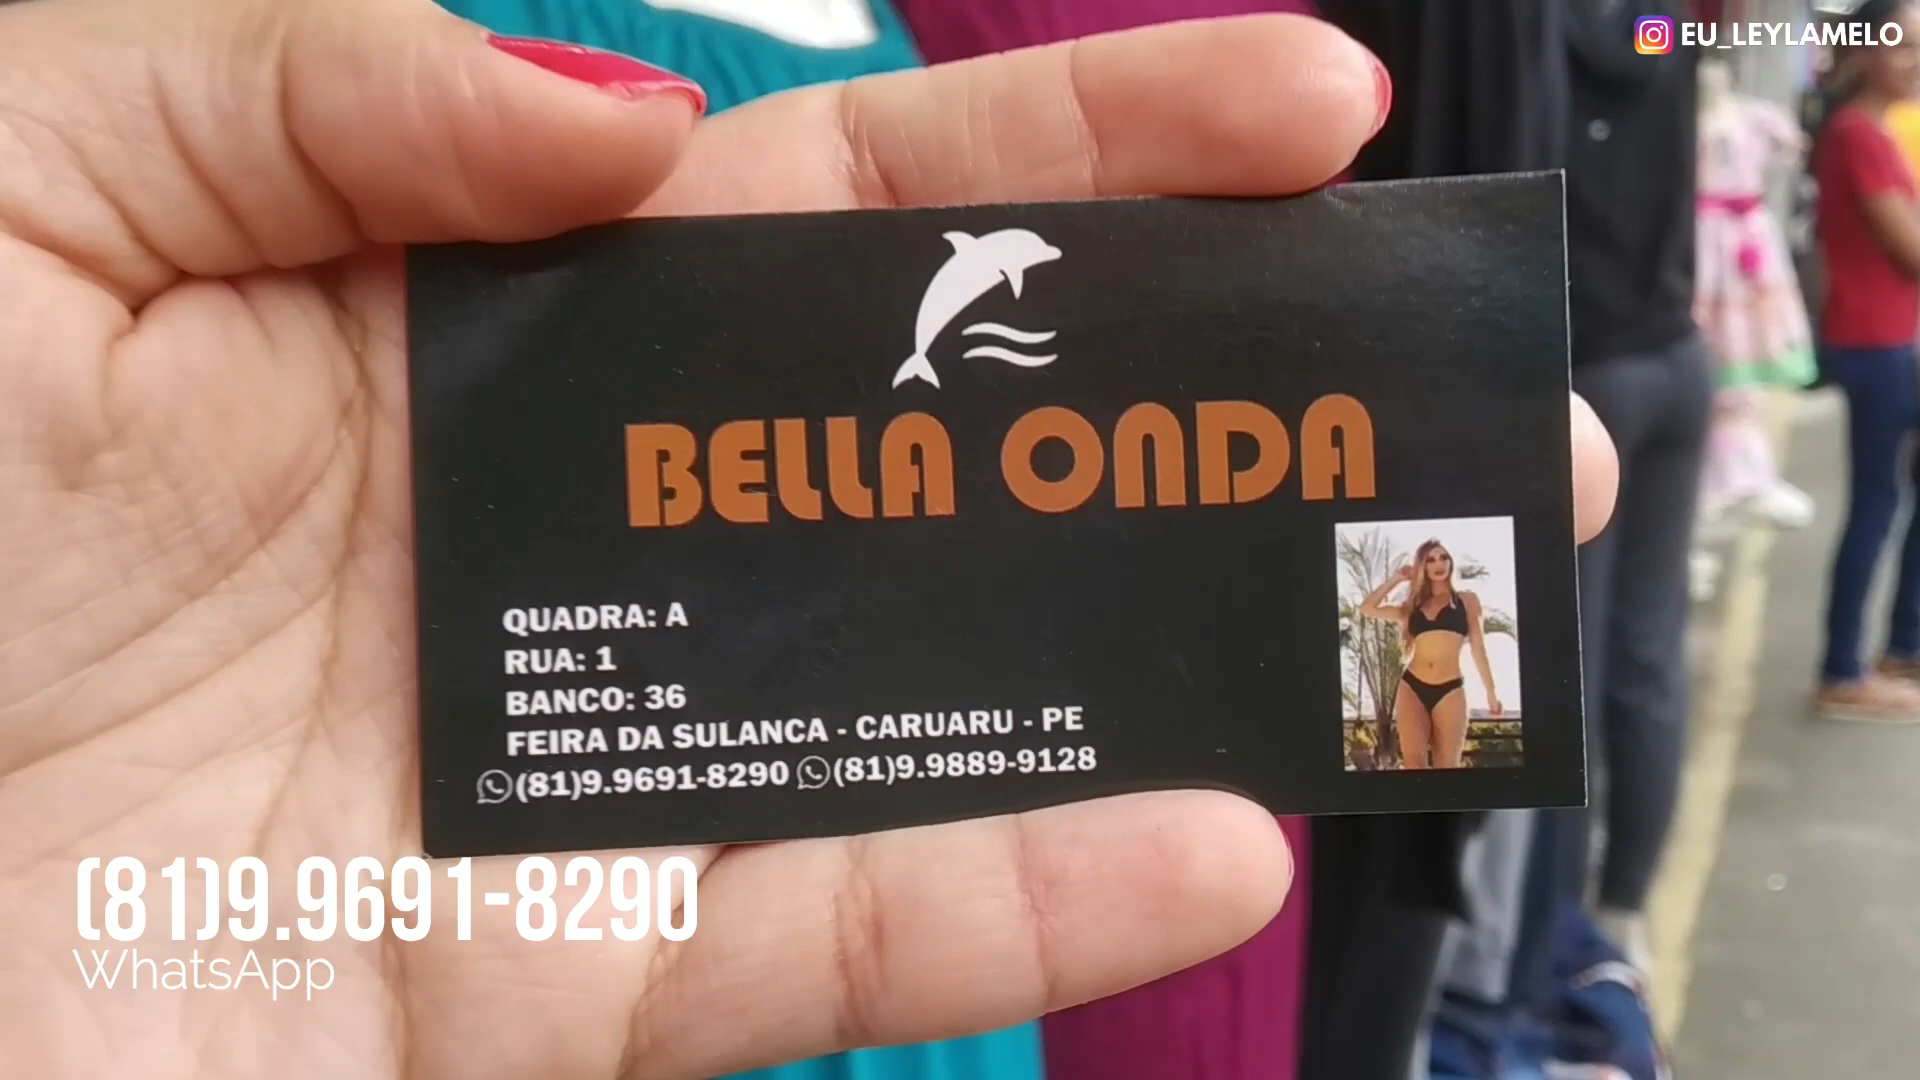 EU_LEYLAMELO
BELLA ONDA
QUADRA: A
RUA: 1
BANCO: 36
FEIRA DA SULANCA - CARUARU - PE
(81)9.9691-8290 (81)9.9889-9128
(81)9.9691-8290
WhatsApp